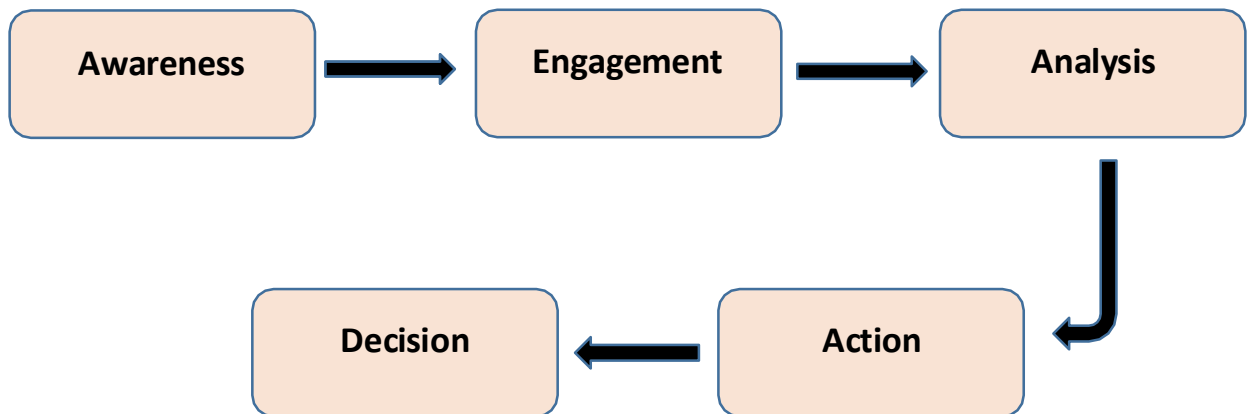 Awareness
Engagement
Analysis
Action
Decision